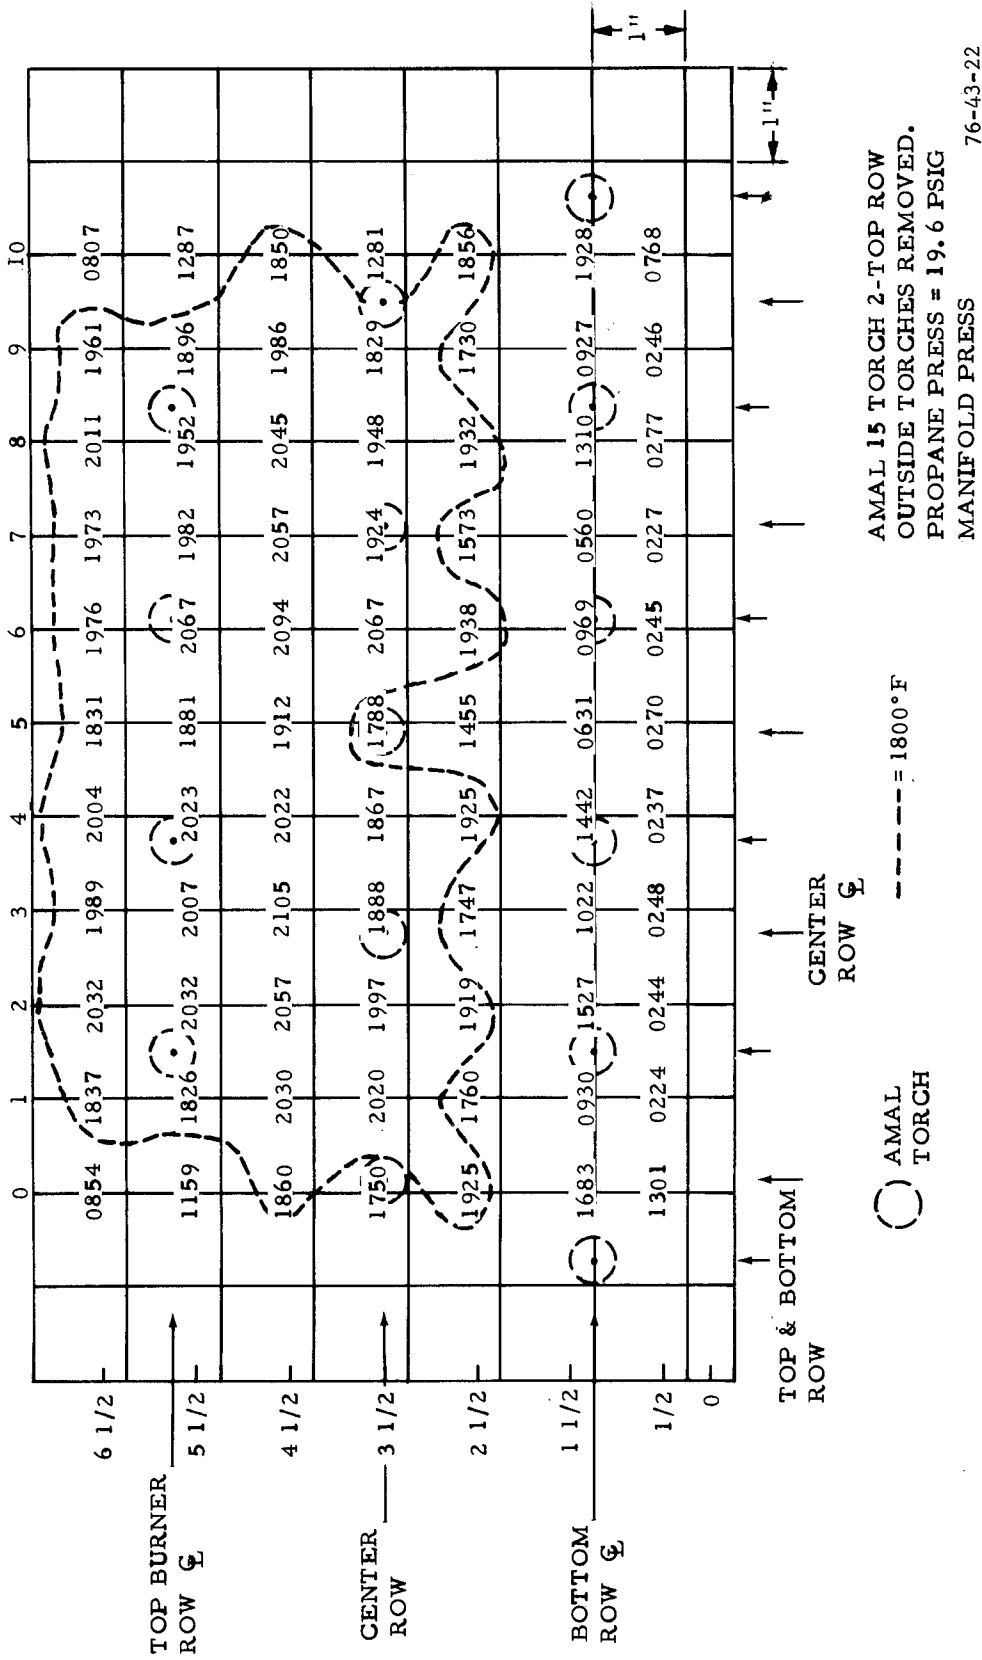 0 1 2 3 4 5 6 7 8 9 10
6 1/2 0854 1837 2032 1989 2004 1831 1976 1973 2011 1961 0807
TOP BURNER
ROW ℄
5 1/2 1159 1826 2032 2007 2023 1881 2067 1982 1952 1896 1287
4 1/2 1860 2030 2057 2105 2022 1912 2094 2057 2045 1986 1850
CENTER
ROW
3 1/2 1750 2020 1997 1888 1867 1788 2067 1924 1948 1829 1281
2 1/2 1925 1760 1919 1747 1925 1455 1938 1573 1932 1730 1856
BOTTOM
ROW ℄
1 1/2 1683 0930 1527 1022 1442 0631 0969 0560 1310 0927 1928
1/2 1301 0224 0244 0248 0237 0270 0245 0227 0277 0246 0768
0
1"
1"
TOP & BOTTOM
ROW
CENTER
ROW ℄
AMAL
TORCH
= 1800°F
AMAL 15 TORCH 2-TOP ROW
OUTSIDE TORCHES REMOVED.
PROPANE PRESS = 19.6 PSIG
MANIFOLD PRESS
76-43-22